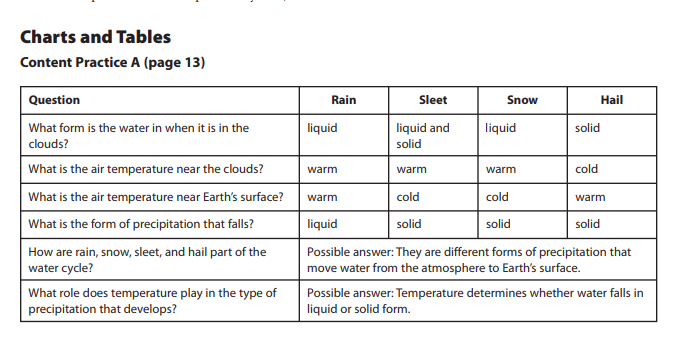 Charts and Tables
Content Practice A (page 13)
Question Rain Sleet Snow Hail
What form is the water in when it is in the clouds? liquid liquid and solid liquid solid
What is the air temperature near the clouds? warm warm warm cold
What is the air temperature near Earth's surface? warm cold cold warm
What is the form of precipitation that falls? liquid solid solid solid
How are rain, snow, sleet, and hail part of the
water cycle?
Possible answer: They are different forms of precipitation that
move water from the atmosphere to Earth's surface.
What role does temperature play in the type of
precipitation that develops?
Possible answer: Temperature determines whether water falls in
liquid or solid form.